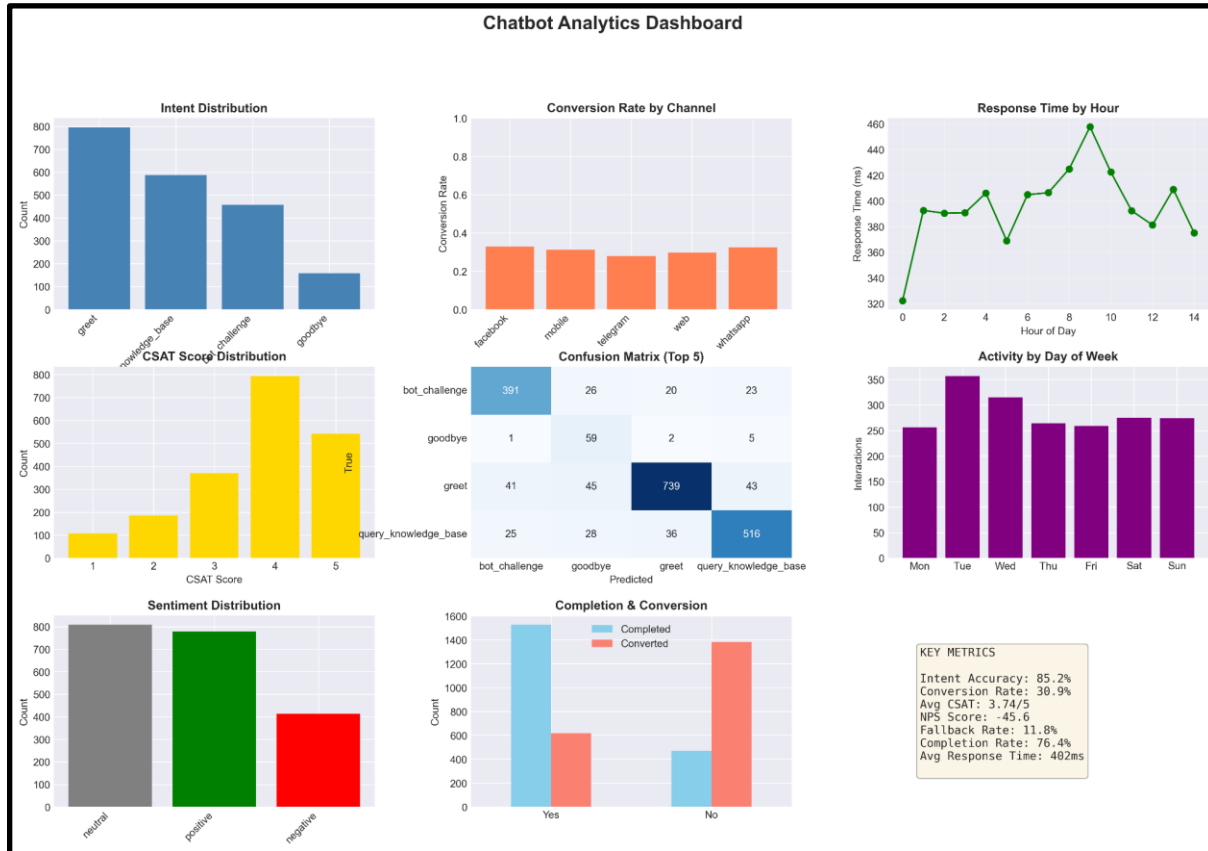 Chatbot Analytics Dashboard
Intent Distribution
800
700
600
500
400
300
200
100
0
Count
greet
nowledge_base
_challenge
goodbye
Conversion Rate by Channel
1.0
0.8
0.6
0.4
0.2
0.0
Conversion Rate
facebook
mobile
telegram
web
whatsapp
Response Time by Hour
460
440
420
400
380
360
340
320
Response Time (ms)
0 2 4 6 8 10 12 14
Hour of Day
CSAT Score Distribution
800
700
600
500
400
300
200
100
0
Count
1 2 3 4 5
CSAT Score
Confusion Matrix (Top 5)
True
bot_challenge 391 26 20 23
goodbye 1 59 2 5
greet 41 45 739 43
query_knowledge_base 25 28 36 516
bot_challenge goodbye greet query_knowledge_base
Predicted
Activity by Day of Week
350
300
250
200
150
100
50
0
Interactions
Mon Tue Wed Thu Fri Sat Sun
Sentiment Distribution
800
700
600
500
400
300
200
100
0
Count
neutral
positive
negative
Completion & Conversion
1600
1400
1200
1000
800
600
400
200
0
Count
Completed
Converted
Yes No
KEY METRICS
Intent Accuracy: 85.2%
Conversion Rate: 30.9%
Avg CSAT: 3.74/5
NPS Score: -45.6
Fallback Rate: 11.8%
Completion Rate: 76.4%
Avg Response Time: 402ms